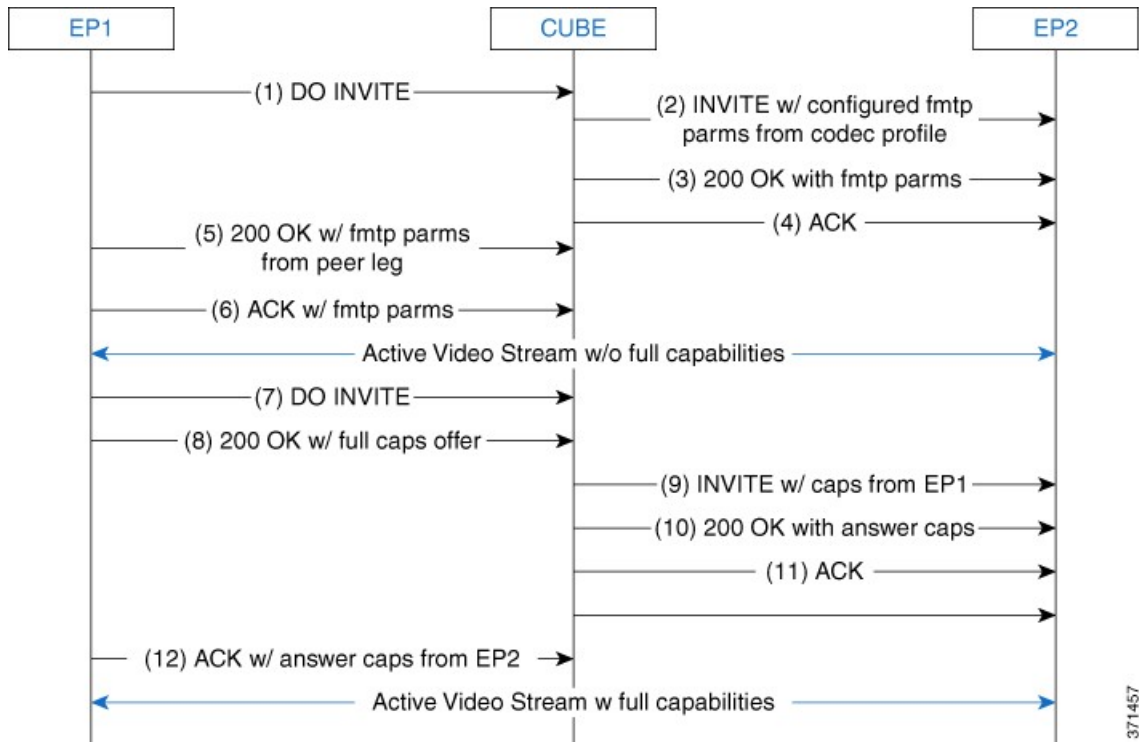 EP1
CUBE
EP2
(1) DO INVITE
(2) INVITE w/ configured fmtp
parms from codec profile
(3) 200 OK with fmtp parms
(4) ACK
(5) 200 OK w/ fmtp parms
from peer leg
(6) ACK w/ fmtp parms
Active Video Stream w/o full capabilities
(7) DO INVITE
(8) 200 OK w/ full caps offer
(9) INVITE w/ caps from EP1
(10) 200 OK with answer caps
(11) ACK
(12) ACK w/ answer caps from EP2
Active Video Stream w full capabilities
371457